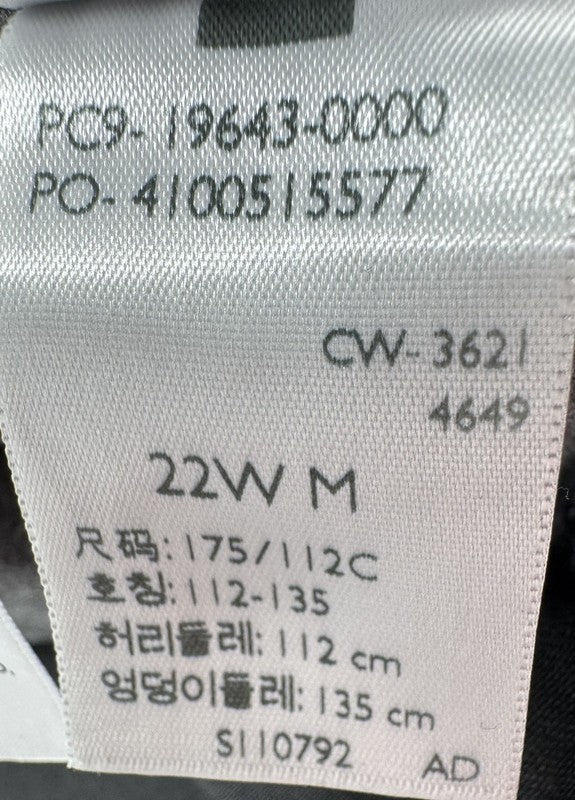 PC9-19643-0000
PO-4100515577
CW-3621
4649
22W M
尺码: 175/112C
호칭: 112-135
허리둘레: 112 cm
엉덩이둘레: 135 cm
S110792 AD